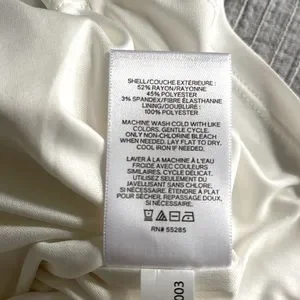 SHELL/COUCHE EXTÉRIEURE :
52% RAYON/RAYONNE
45% POLYESTER
3% SPANDEX/FIBRE ÉLASTHANNE
LINING/DOUBLURE :
100% POLYESTER
MACHINE WASH COLD WITH LIKE
COLORS. GENTLE CYCLE.
ONLY NON-CHLORINE BLEACH
WHEN NEEDED. LAY FLAT TO DRY.
COOL IRON IF NEEDED.
LAVER À LA MACHINE À L'EAU
FROIDE AVEC COULEURS
SIMILAIRES. CYCLE DÉLICAT.
UTILISEZ SEULEMENT DU
JAVELLISANT SANS CHLORE
SI BESOIN. ÉTENDRE À PLAT
POUR SÉCHER. REPASSAGE DOUX,
SI NÉCESSAIRE.
RN# 55285
003